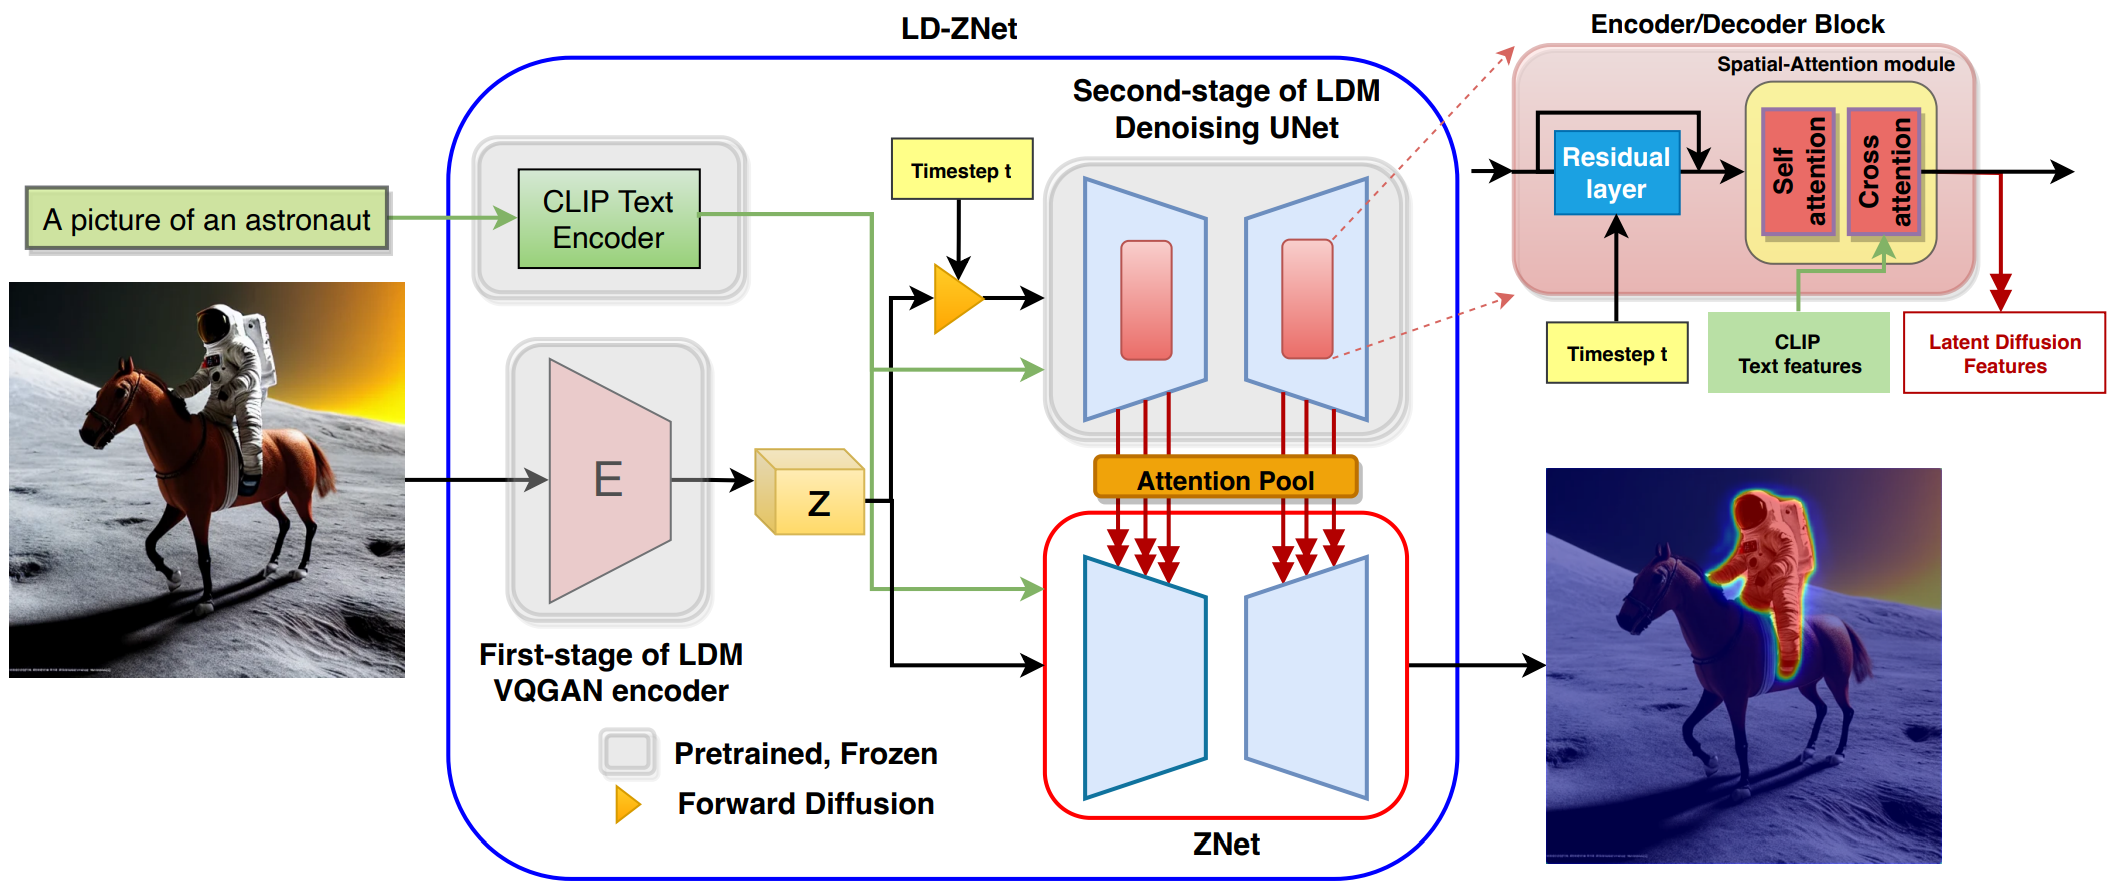 LD-ZNet
Encoder/Decoder Block
Spatial-Attention module
Second-stage of LDM
Denoising UNet
A picture of an astronaut
CLIP Text
Encoder
Timestep t
Residual
layer
Self
attention
Cross
attention
Timestep t
CLIP
Text features
Latent Diffusion
Features
E
Z
Attention Pool
First-stage of LDM
VQGAN encoder
Pretrained, Frozen
Forward Diffusion
ZNet